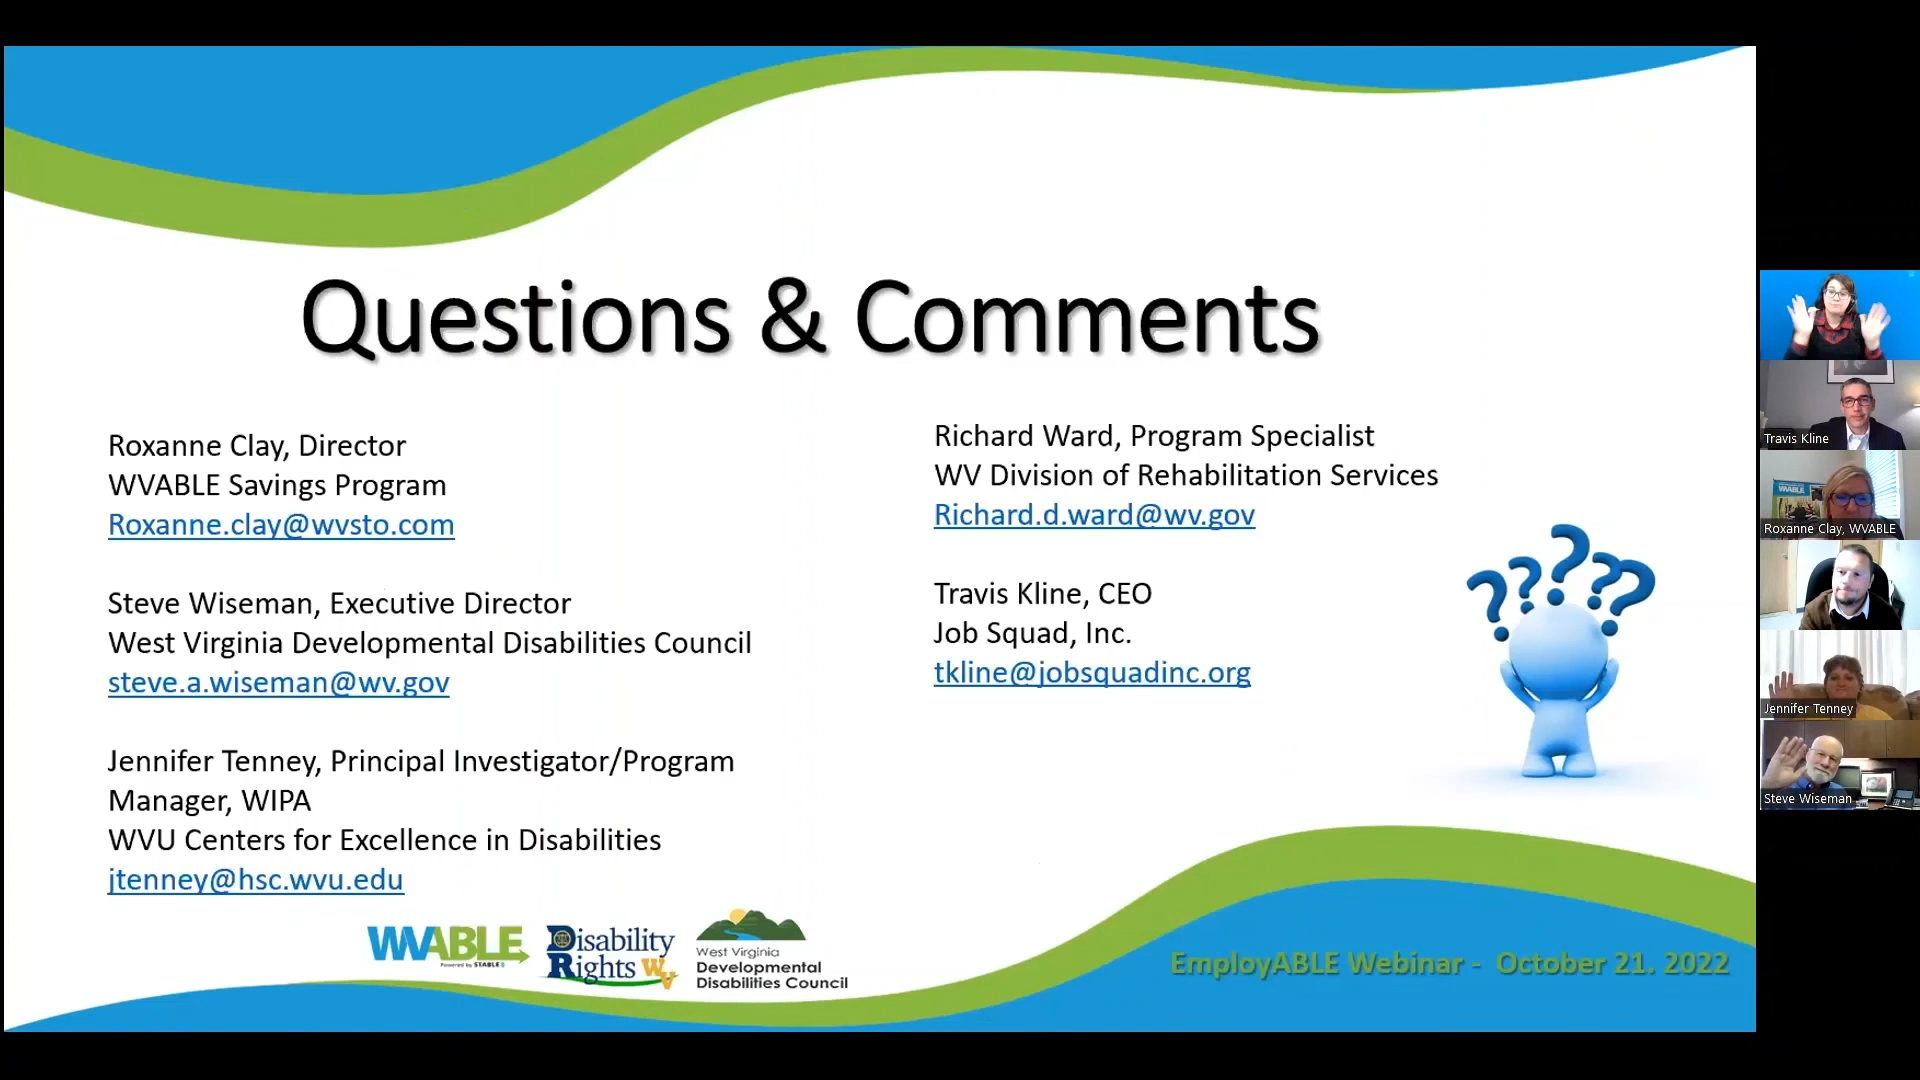 Questions & Comments
Roxanne Clay, Director
WVABLE Savings Program
Roxanne.clay@wvsto.com
Steve Wiseman, Executive Director
West Virginia Developmental Disabilities Council
steve.a.wiseman@wv.gov
Jennifer Tenney, Principal Investigator/Program
Manager, WIPA
WVU Centers for Excellence in Disabilities
jtenney@hsc.wvu.edu
Richard Ward, Program Specialist
WV Division of Rehabilitation Services
Richard.d.ward@wv.gov
Travis Kline, CEO
Job Squad, Inc.
tkline@jobsquadinc.org
????? 
WVABLE
Powered by STABLE
Disability
Rights WV
West Virginia
Developmental
Disabilities Council
EmployABLE Webinar - October 21. 2022
Travis Kline
WVABLE
Roxanne Clay, WVABLE
Jennifer Tenney
Steve Wiseman